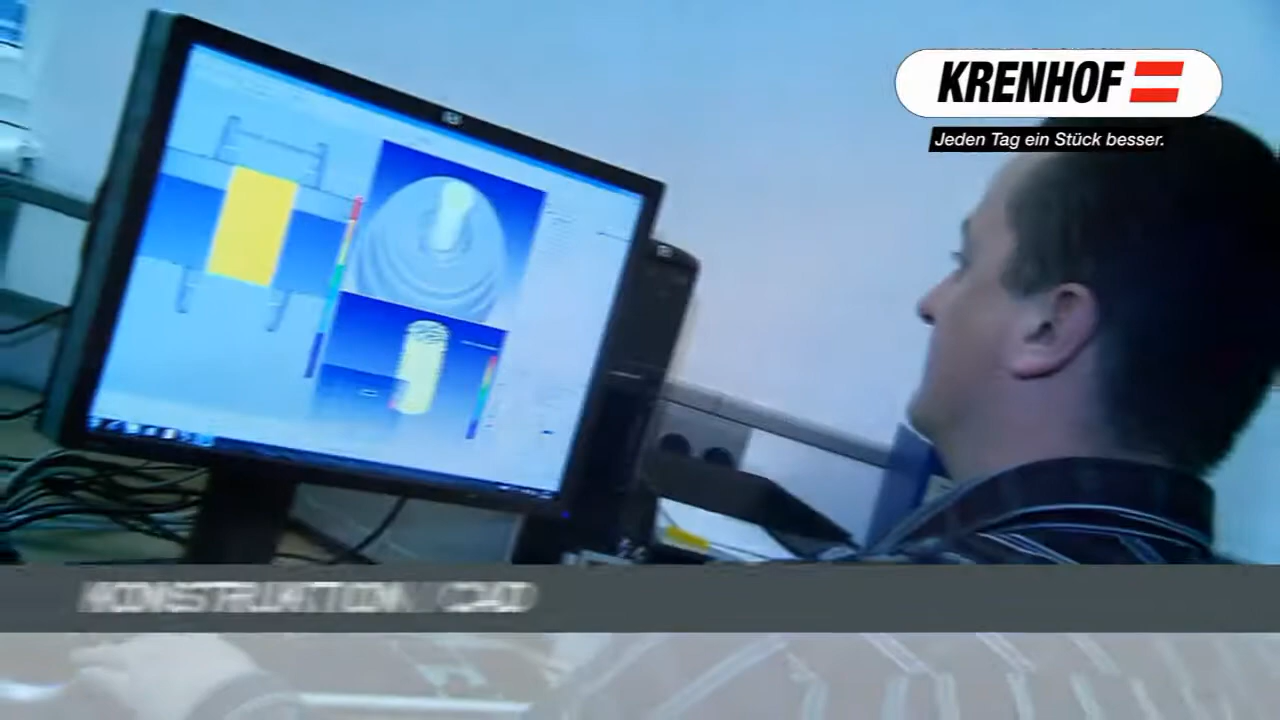 KRENHOF
Jeden Tag ein Stück besser.
KONSTRUKTION (CAD)